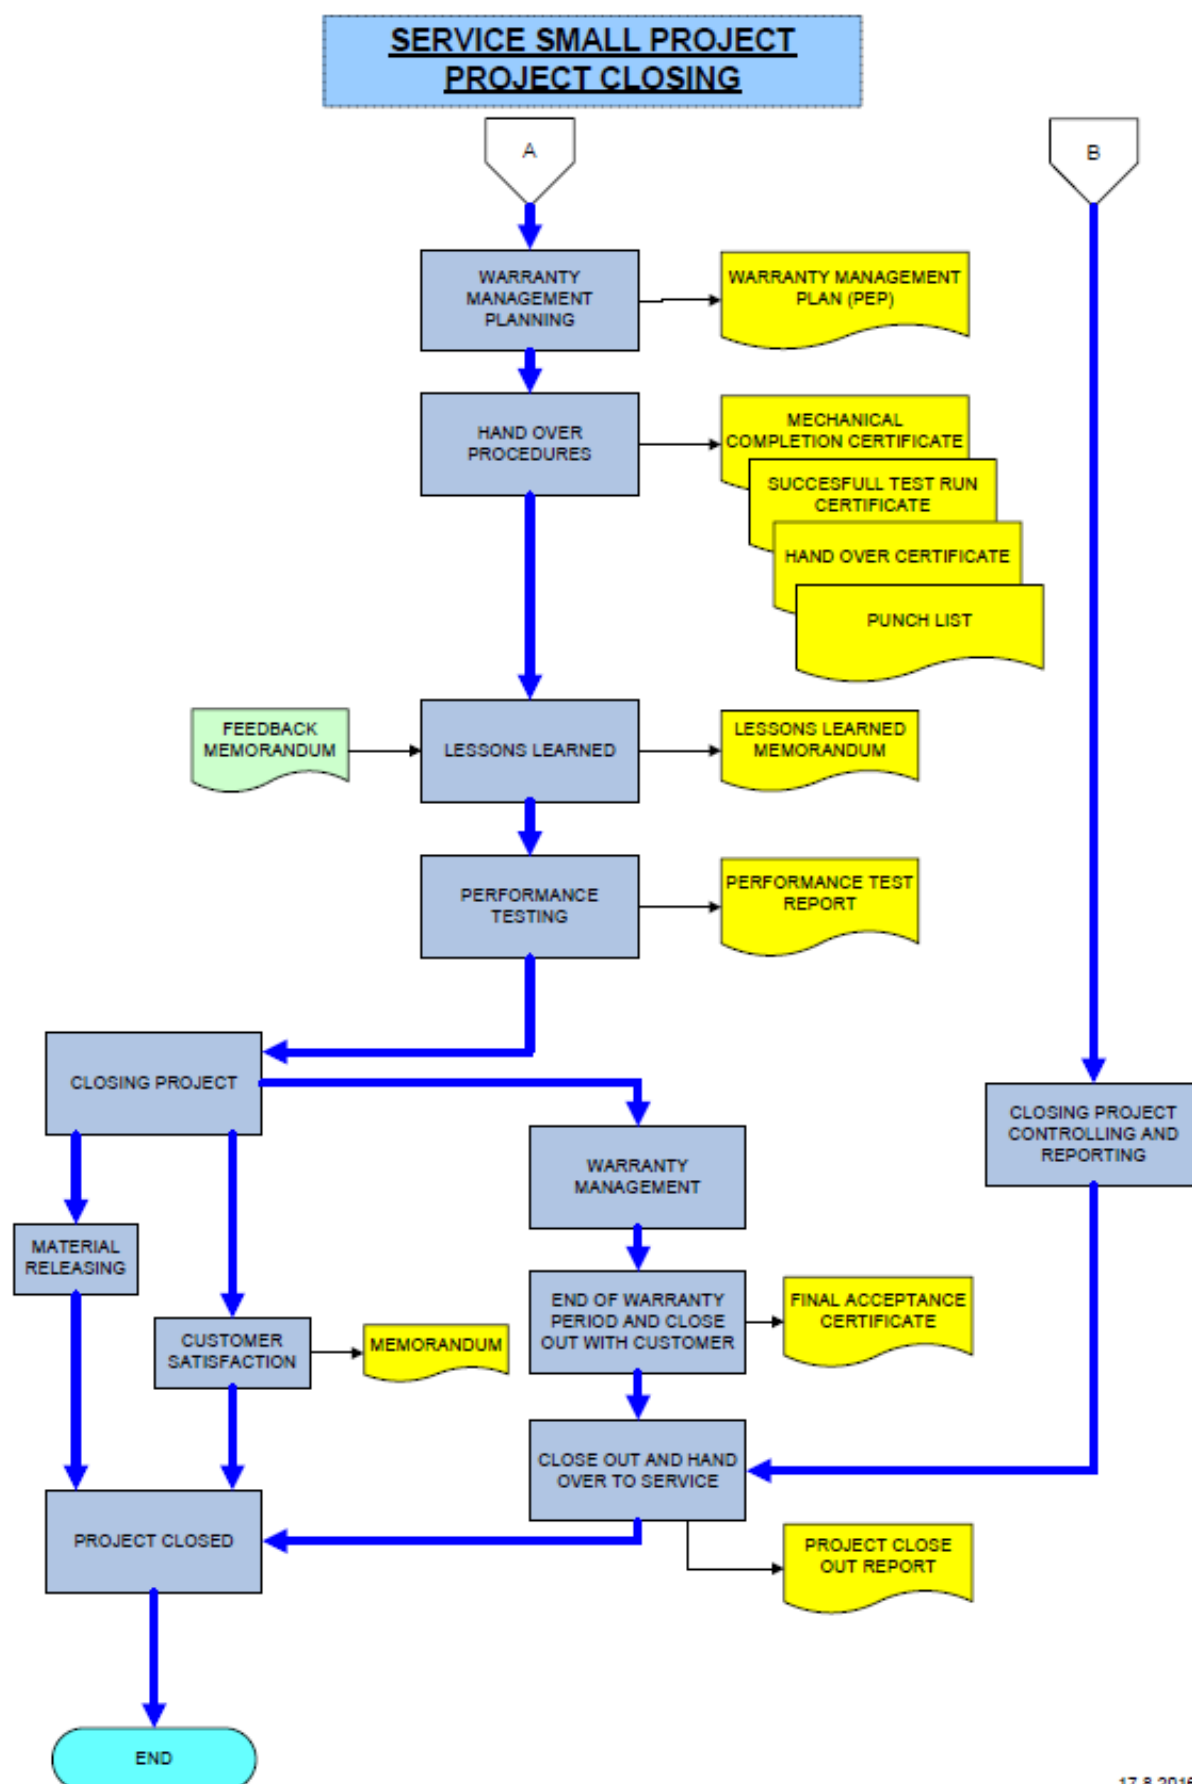 SERVICE SMALL PROJECT
PROJECT CLOSING
A
B
WARRANTY
MANAGEMENT
PLANNING
WARRANTY MANAGEMENT
PLAN (PEP)
HAND OVER
PROCEDURES
MECHANICAL
COMPLETION CERTIFICATE
SUCCESFULL TEST RUN
CERTIFICATE
HAND OVER CERTIFICATE
PUNCH LIST
FEEDBACK
MEMORANDUM
LESSONS LEARNED
LESSONS LEARNED
MEMORANDUM
PERFORMANCE
TESTING
PERFORMANCE TEST
REPORT
CLOSING PROJECT
CLOSING PROJECT
CONTROLLING AND
REPORTING
WARRANTY
MANAGEMENT
MATERIAL
RELEASING
END OF WARRANTY
PERIOD AND CLOSE
OUT WITH CUSTOMER
FINAL ACCEPTANCE
CERTIFICATE
CUSTOMER
SATISFACTION
MEMORANDUM
CLOSE OUT AND HAND
OVER TO SERVICE
PROJECT CLOSED
PROJECT CLOSE
OUT REPORT
END